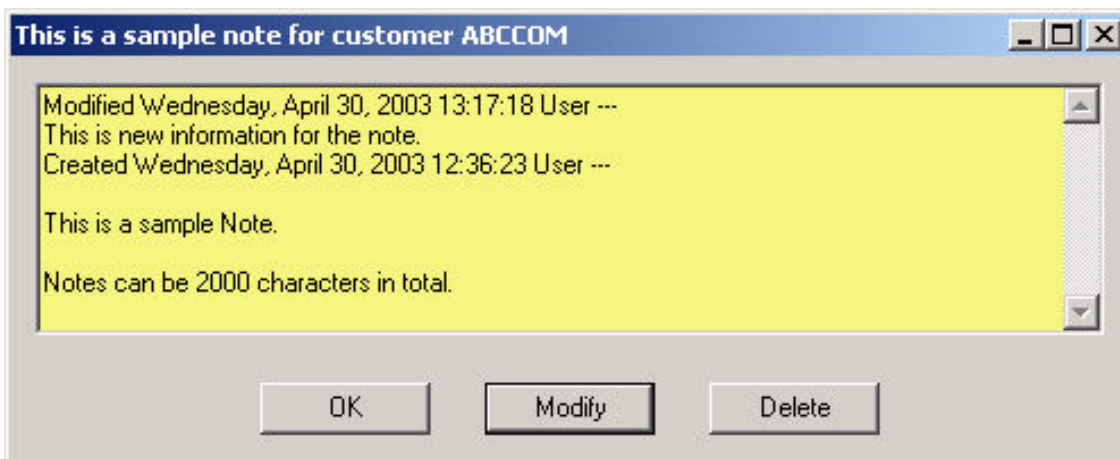 This is a sample note for customer ABCCOM
Modified Wednesday, April 30, 2003 13:17:18 User ---
This is new information for the note.
Created Wednesday, April 30, 2003 12:36:23 User ---
This is a sample Note.
Notes can be 2000 characters in total.
OK Modify Delete